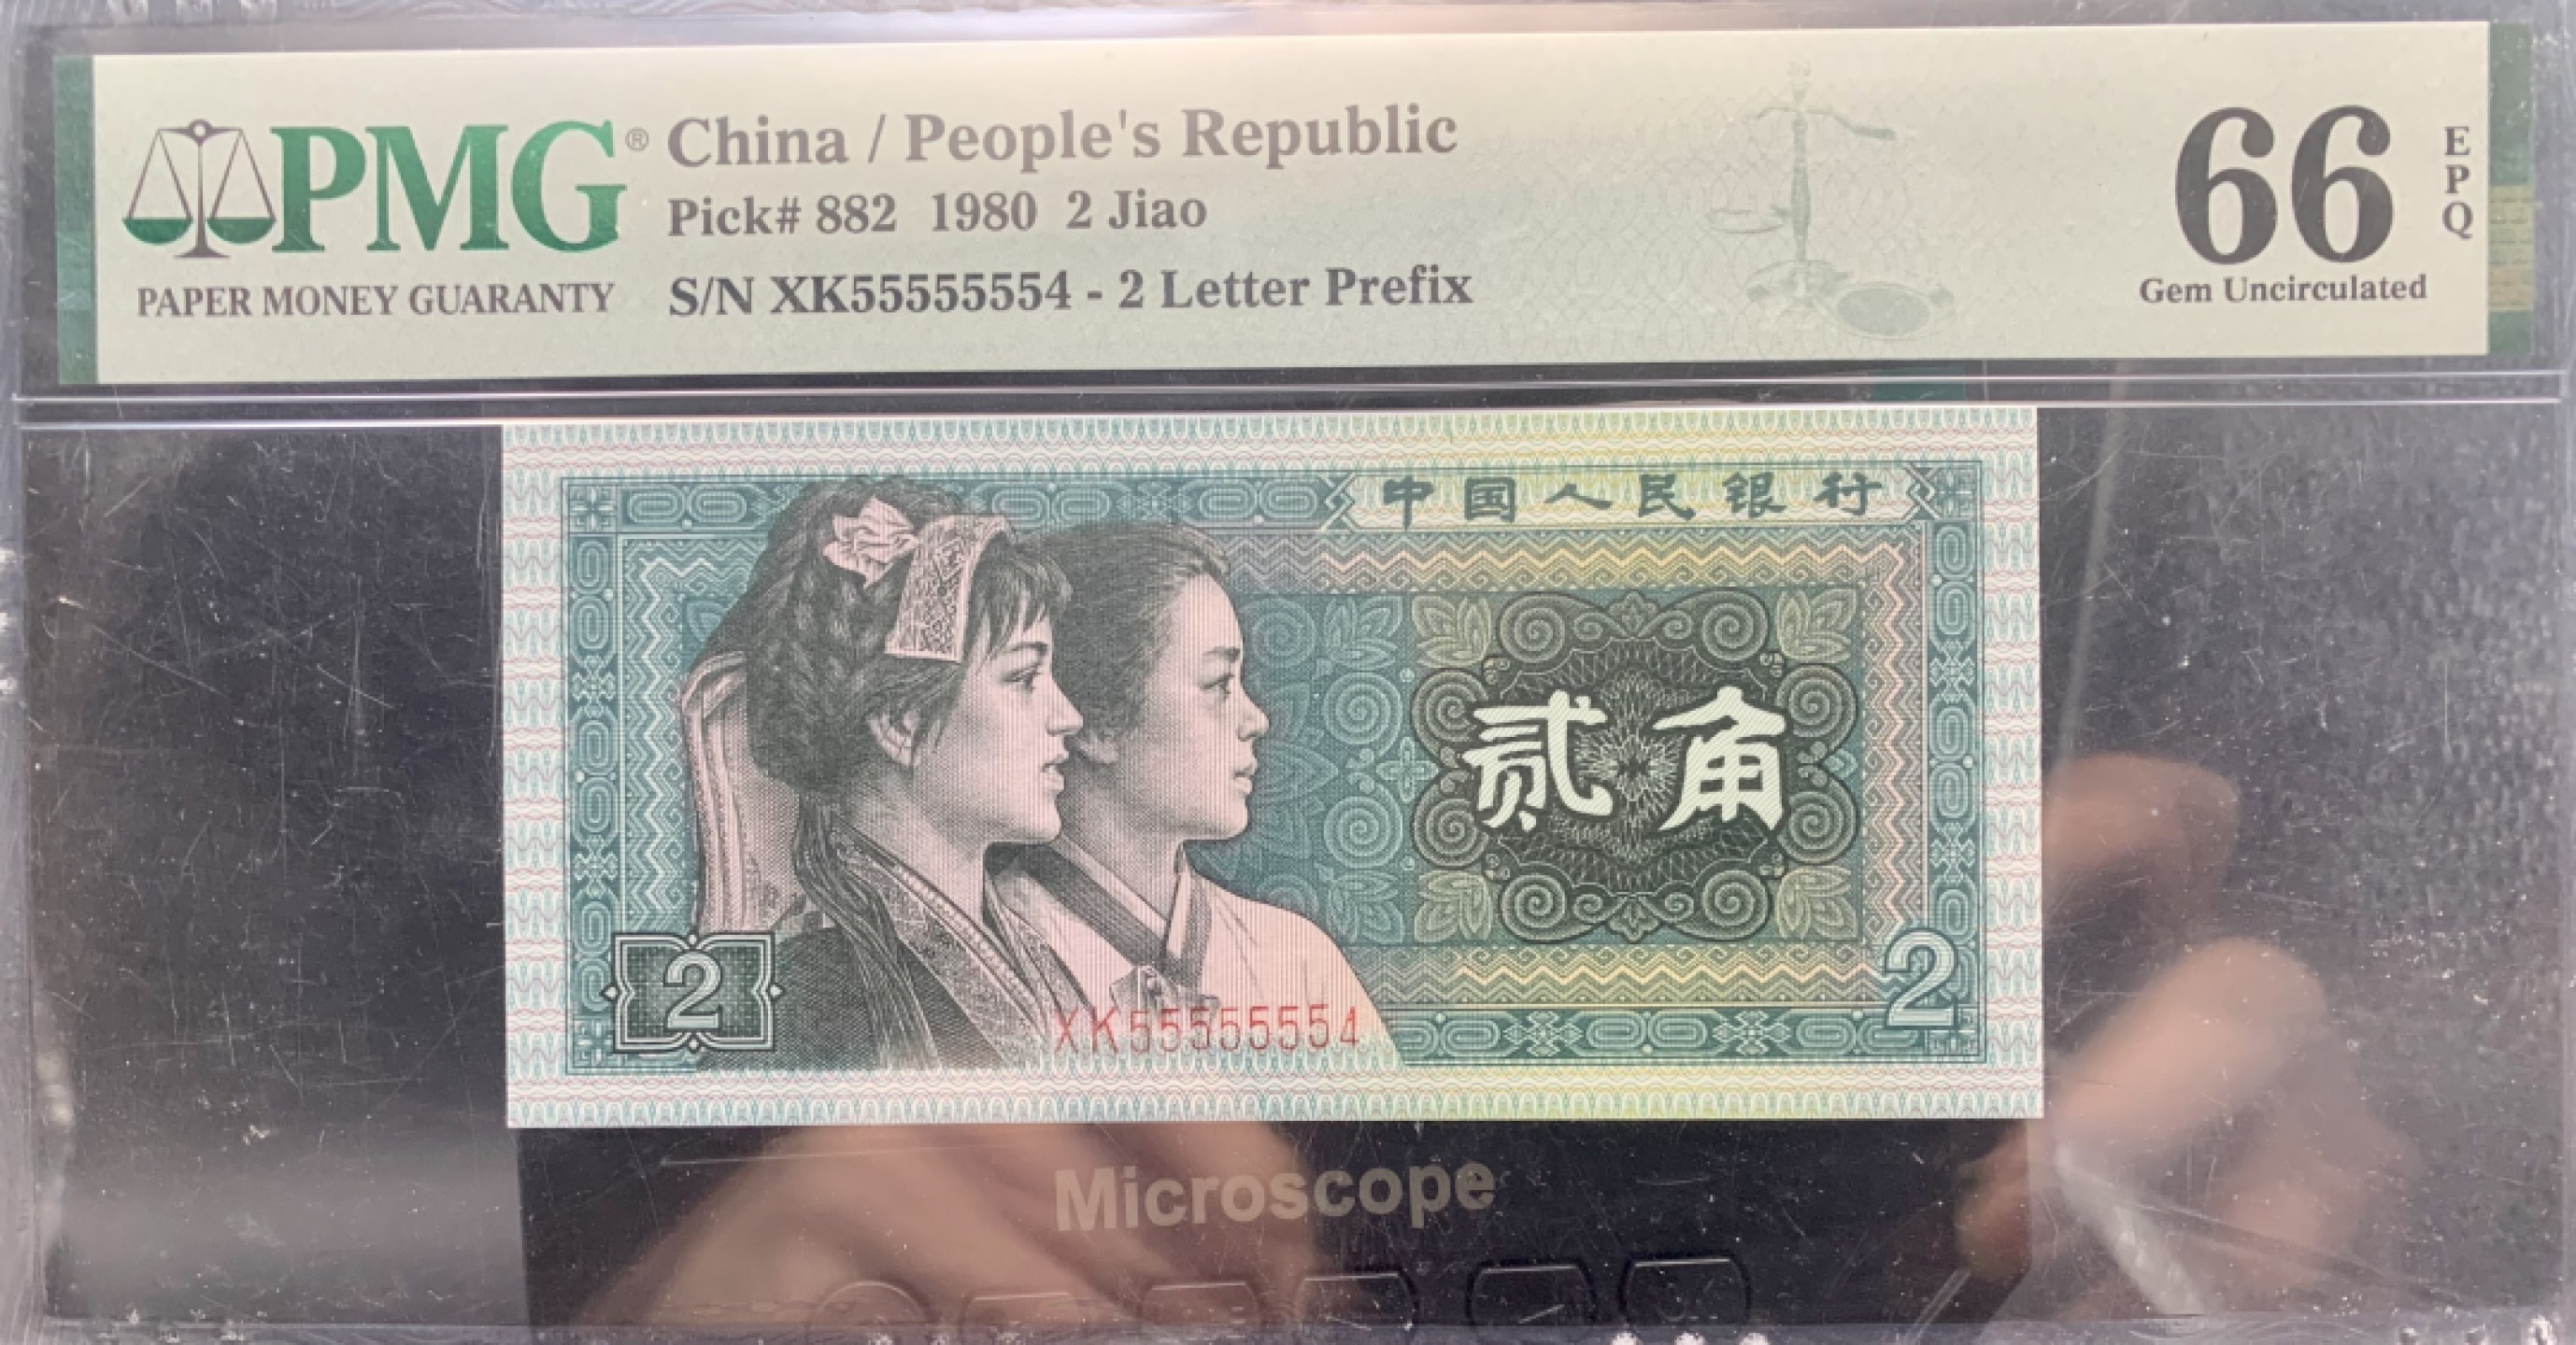 PMG®
PAPER MONEY GUARANTY
China / People's Republic
Pick# 882 1980 2 Jiao
S/N XK55555554 - 2 Letter Prefix
66
EPQ
Gem Uncirculated
中国人民银行
贰角
2
2
XK55555554
Microscope